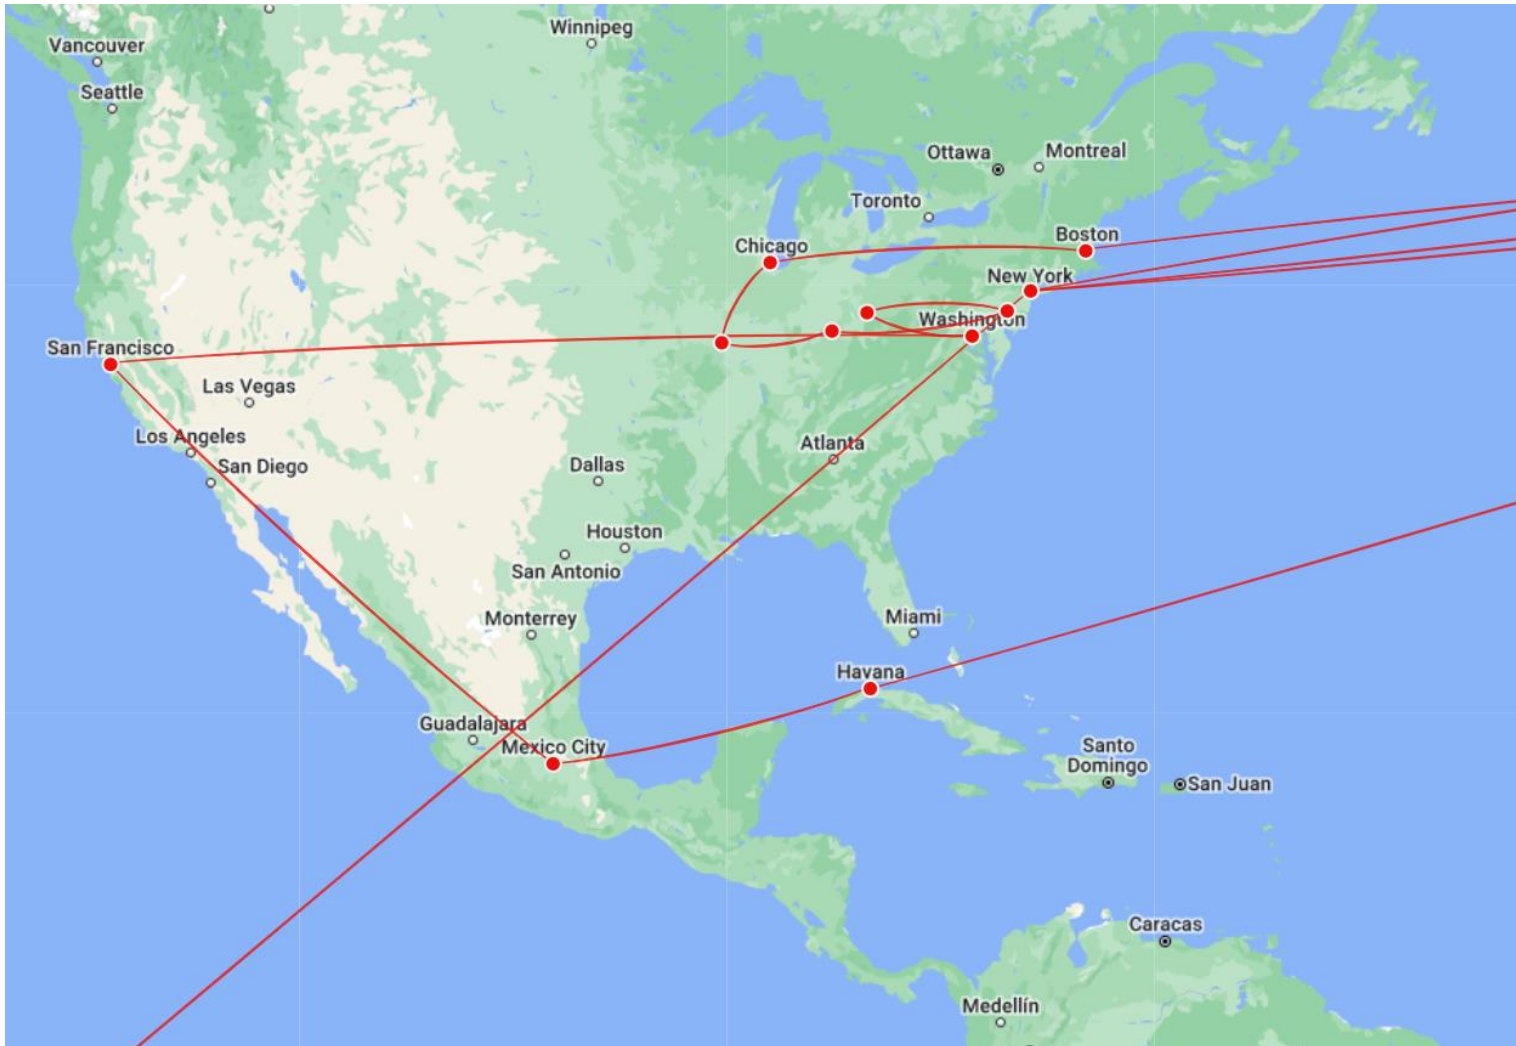 Winnipeg
Vancouver
Seattle
Ottawa
Montreal
Toronto
Boston
Chicago
New York
Washington
San Francisco
Las Vegas
Los Angeles
San Diego
Atlanta
Dallas
Houston
San Antonio
Monterrey
Miami
Havana
Guadalajara
Mexico City
Santo
Domingo
San Juan
Caracas
Medellín